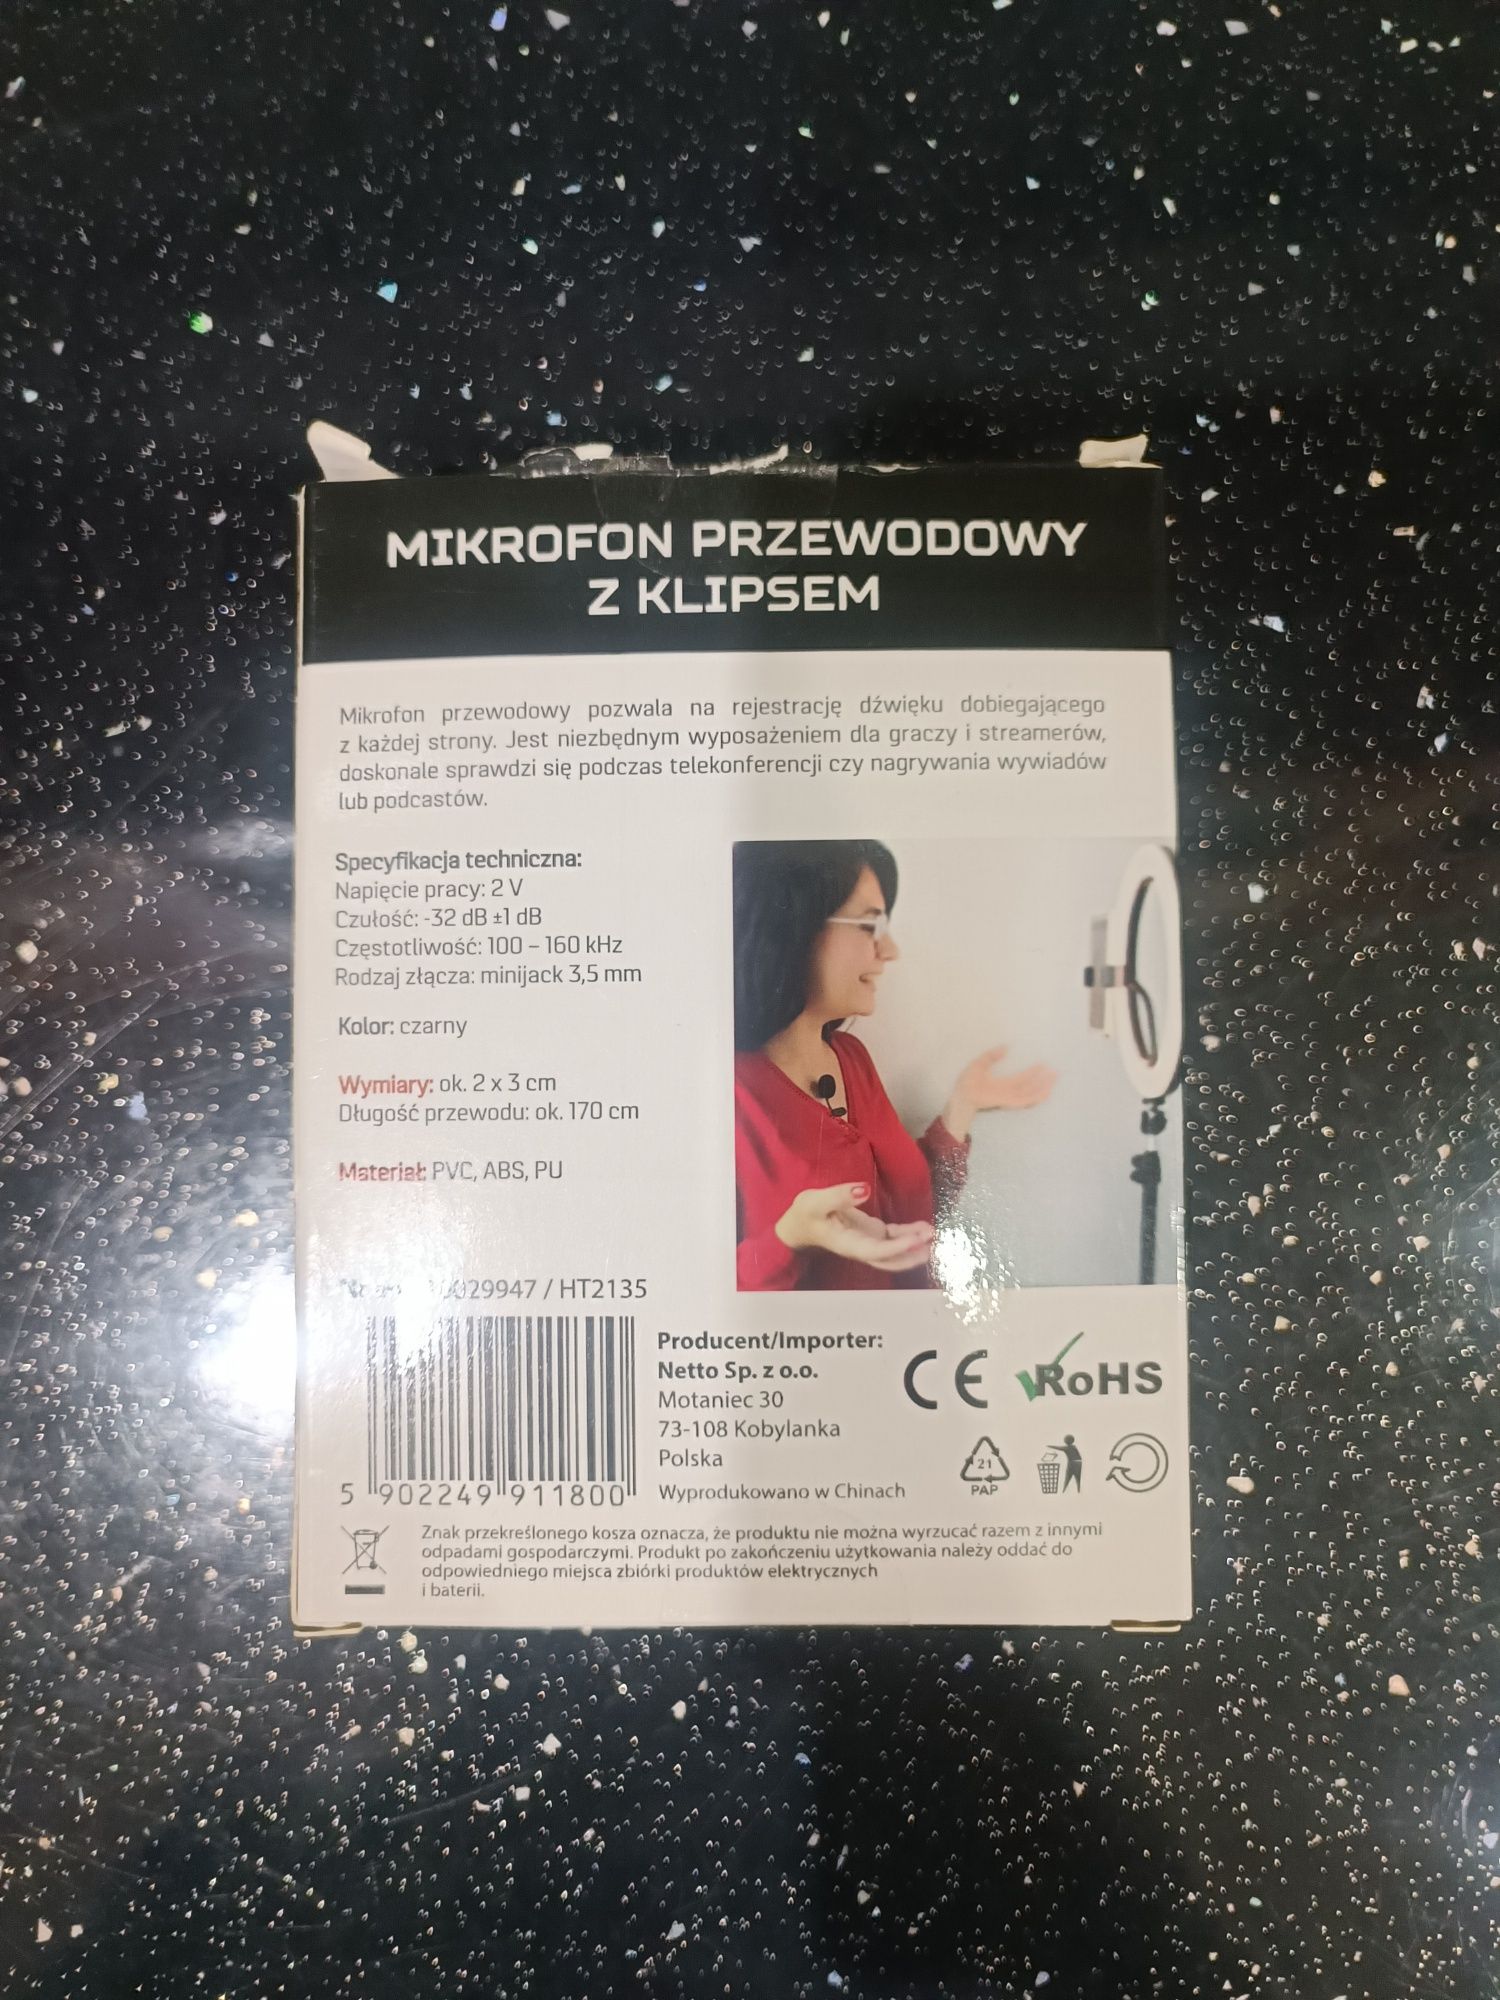 MIKROFON PRZEWODOWY
Z KLIPSEM
Mikrofon przewodowy pozwala na rejestrację dźwięku dobiegającego
z każdej strony. Jest niezbędnym wyposażeniem dla graczy i streamerów,
doskonale sprawdzi się podczas telekonferencji czy nagrywania wywiadów
lub podcastów.
Specyfikacja techniczna:
Napięcie pracy: 2 V
Czułość: -32 dB ±1 dB
Częstotliwość: 100 – 160 kHz
Rodzaj złącza: minijack 3,5 mm
Kolor: czarny
Wymiary: ok. 2 x 3 cm
Długość przewodu: ok. 170 cm
Materiał: PVC, ABS, PU
/ HT2135
5 902249 911800
Producent/Importer:
Netto Sp. z o.o.
Motaniec 30
73-108 Kobylanka
Polska
Wyprodukowano w Chinach
CE
RoHS
21
PAP
Znak przekreślonego kosza oznacza, że produktu nie można wyrzucać razem z innymi
odpadami gospodarczymi. Produkt po zakończeniu użytkowania należy oddać do
odpowiedniego miejsca zbiórki produktów elektrycznych
i baterii.